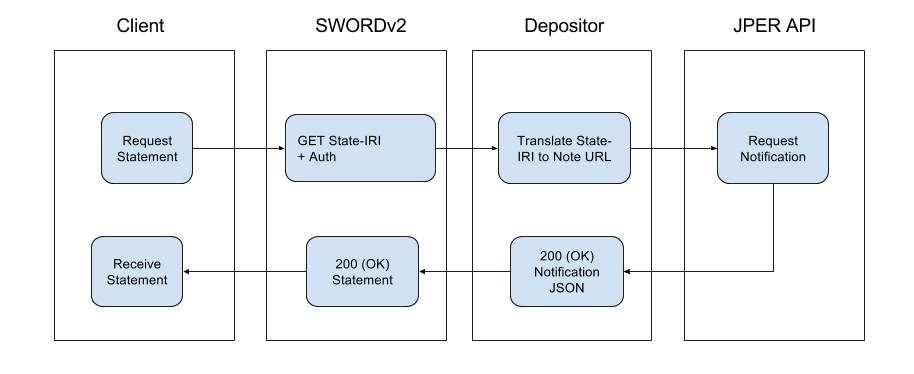 Client
SWORDv2
Depositor
JPER API
Request
Statement
GET State-IRI
+ Auth
Translate State-
IRI to Note URL
Request
Notification
Receive
Statement
200 (OK)
Statement
200 (OK)
Notification
JSON